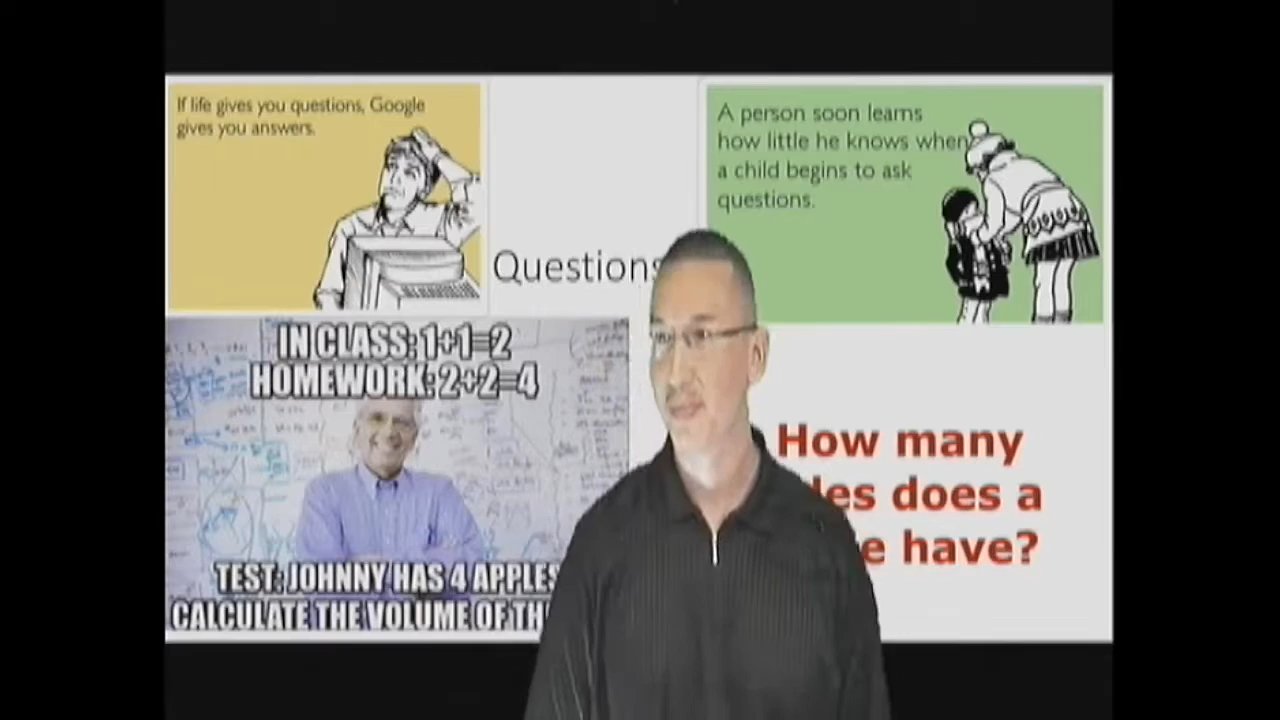 If life gives you questions, Google
gives you answers.
A person soon learns
how little he knows when
a child begins to ask
questions.
Questions
IN CLASS: 1+1=2
HOMEWORK: 2+2=4
TEST: JOHNNY HAS 4 APPLES
CALCULATE THE VOLUME OF
How many
does a
have?